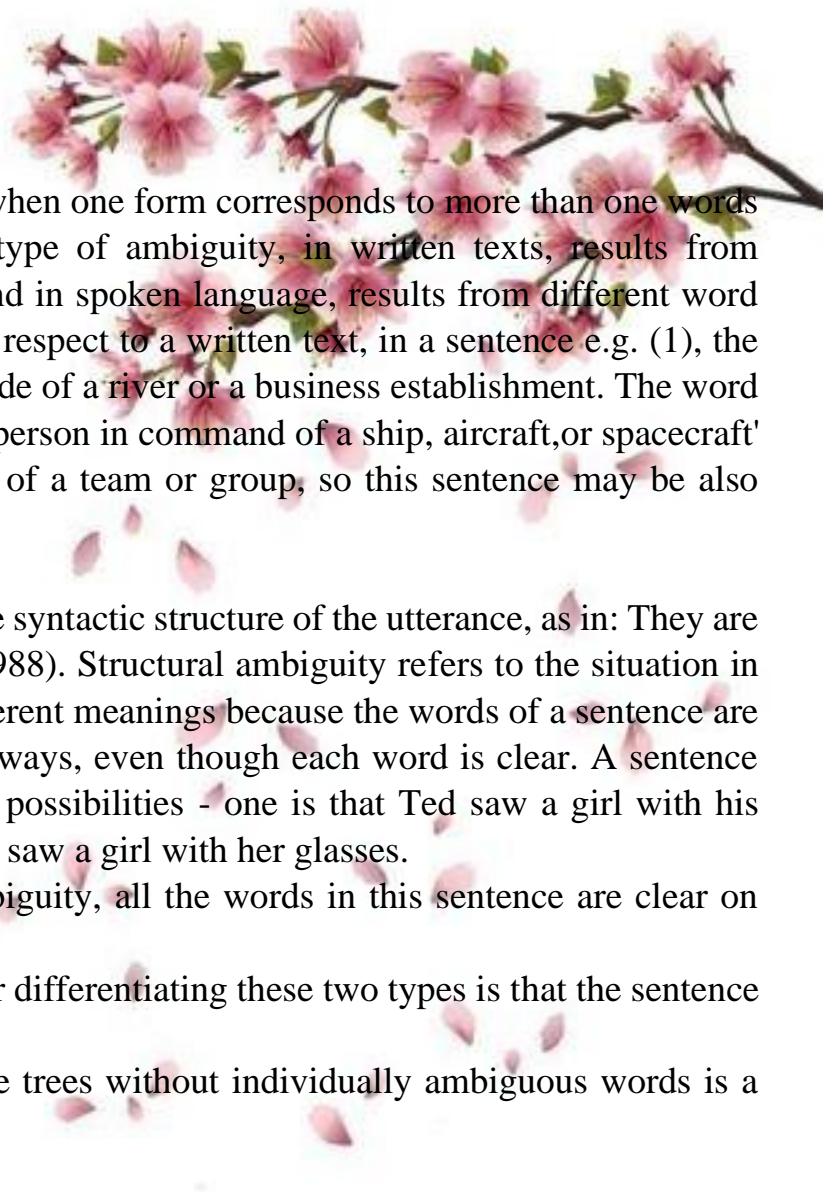 when one form corresponds to more than one words
type of ambiguity, in written texts, results from
nd in spoken language, results from different word
respect to a written text, in a sentence e.g. (1), the
de of a river or a business establishment. The word
person in command of a ship, aircraft,or spacecraft'
of a team or group, so this sentence may be also
e syntactic structure of the utterance, as in: They are
988). Structural ambiguity refers to the situation in
erent meanings because the words of a sentence are
ways, even though each word is clear. A sentence
possibilities - one is that Ted saw a girl with his
saw a girl with her glasses.
biguity, all the words in this sentence are clear on
r differentiating these two types is that the sentence
e trees without individually ambiguous words is a